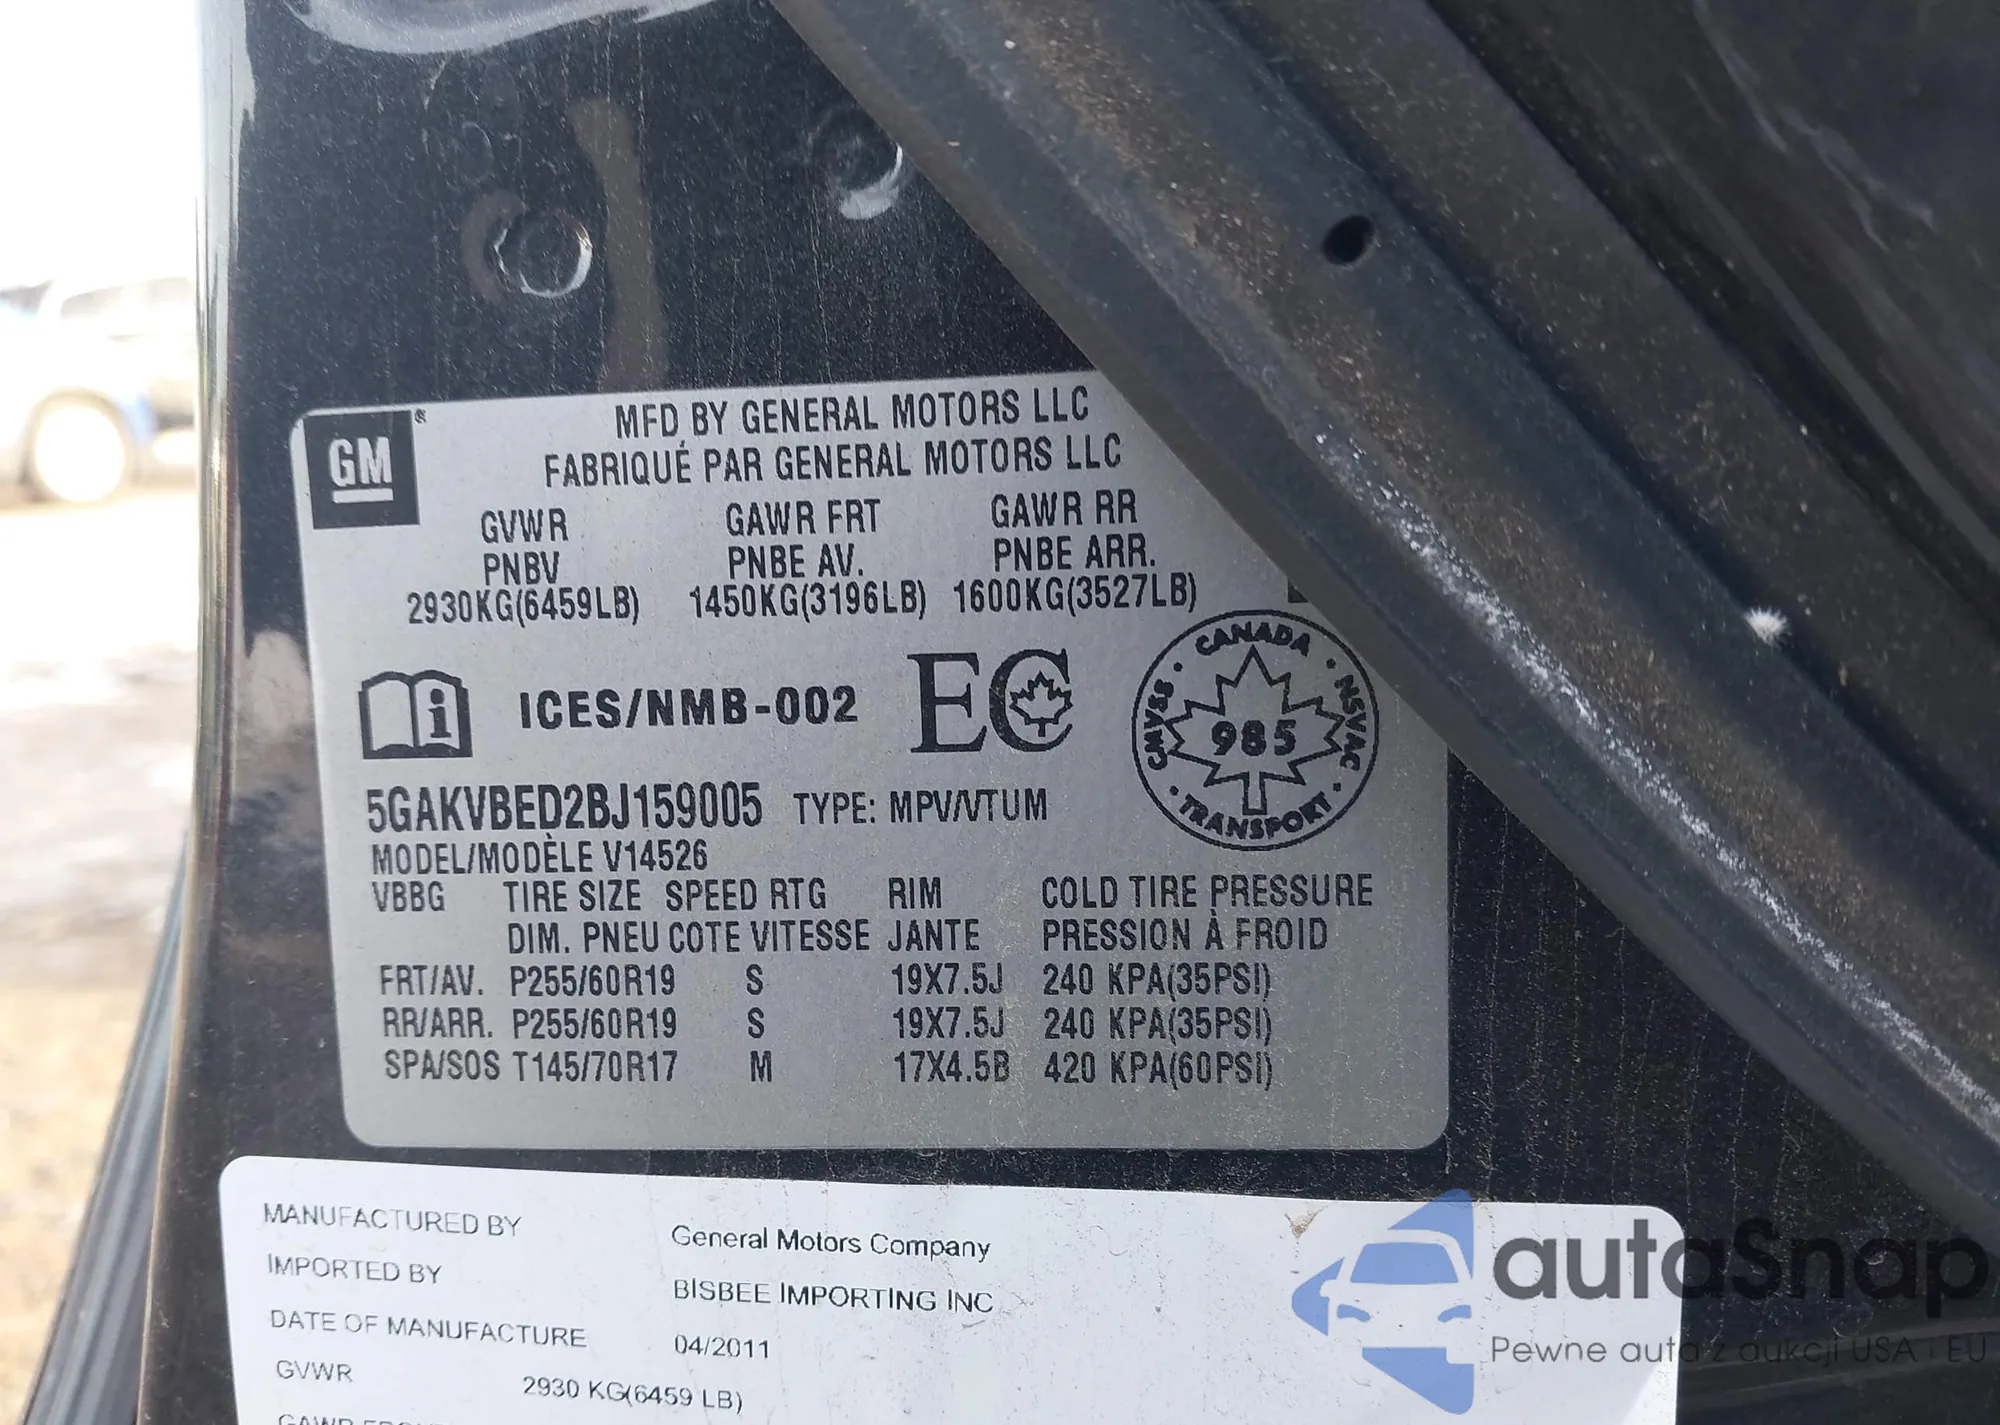 GM®
MFD BY GENERAL MOTORS LLC
FABRIQUÉ PAR GENERAL MOTORS LLC
GVWR GAWR FRT GAWR RR
PNBV PNBE AV. PNBE ARR.
2930KG(6459LB) 1450KG(3196LB) 1600KG(3527LB)
ICES/NMB-002 EC
CANADA
CMVSS 985 NSVAC
TRANSPORT
5GAKVBED2BJ159005 TYPE: MPV/VTUM
MODEL/MODÈLE V14526
VBBG TIRE SIZE SPEED RTG RIM COLD TIRE PRESSURE
DIM. PNEU COTE VITESSE JANTE PRESSION À FROID
FRT/AV. P255/60R19 S 19X7.5J 240 KPA(35PSI)
RR/ARR. P255/60R19 S 19X7.5J 240 KPA(35PSI)
SPA/SOS T145/70R17 M 17X4.5B 420 KPA(60PSI)
MANUFACTURED BY General Motors Company
IMPORTED BY BISBEE IMPORTING INC
DATE OF MANUFACTURE 04/2011
GVWR 2930 KG(6459 LB)
autaSnap
Pewne auta z aukcji USA i EU